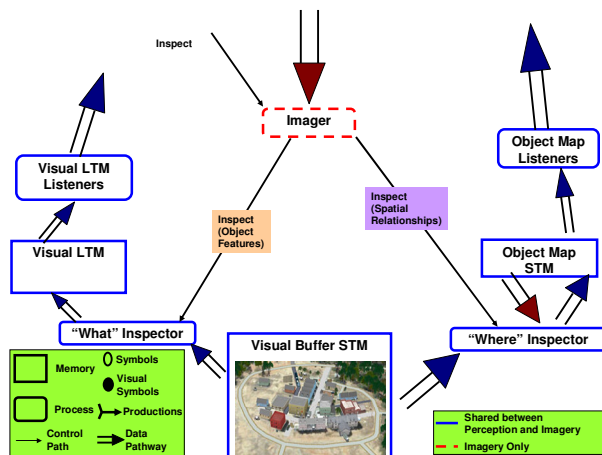 Inspect
Imager
Visual LTM
Listeners
Object Map
Listeners
Inspect
(Object
Features)
Inspect
(Spatial
Relationships)
Visual LTM
Object Map
STM
“What” Inspector
Visual Buffer STM
“Where” Inspector
Memory
Symbols
Visual
Symbols
Process
Productions
Control
Path
Data
Pathway
Shared between
Perception and Imagery
Imagery Only